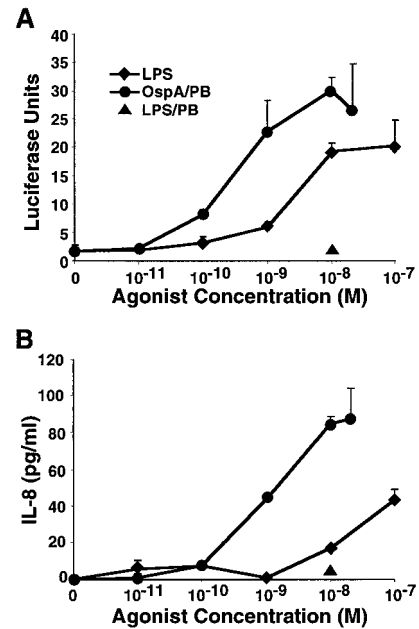 A
40
35
30
25
20
15
10
5
0
Luciferase Units
LPS
OspA/PB
LPS/PB
0 10-11 10-10 10-9 10-8 10-7
Agonist Concentration (M)
B
120
100
80
60
40
20
0
IL-8 (pg/ml)
0 10-11 10-10 10-9 10-8 10-7
Agonist Concentration (M)